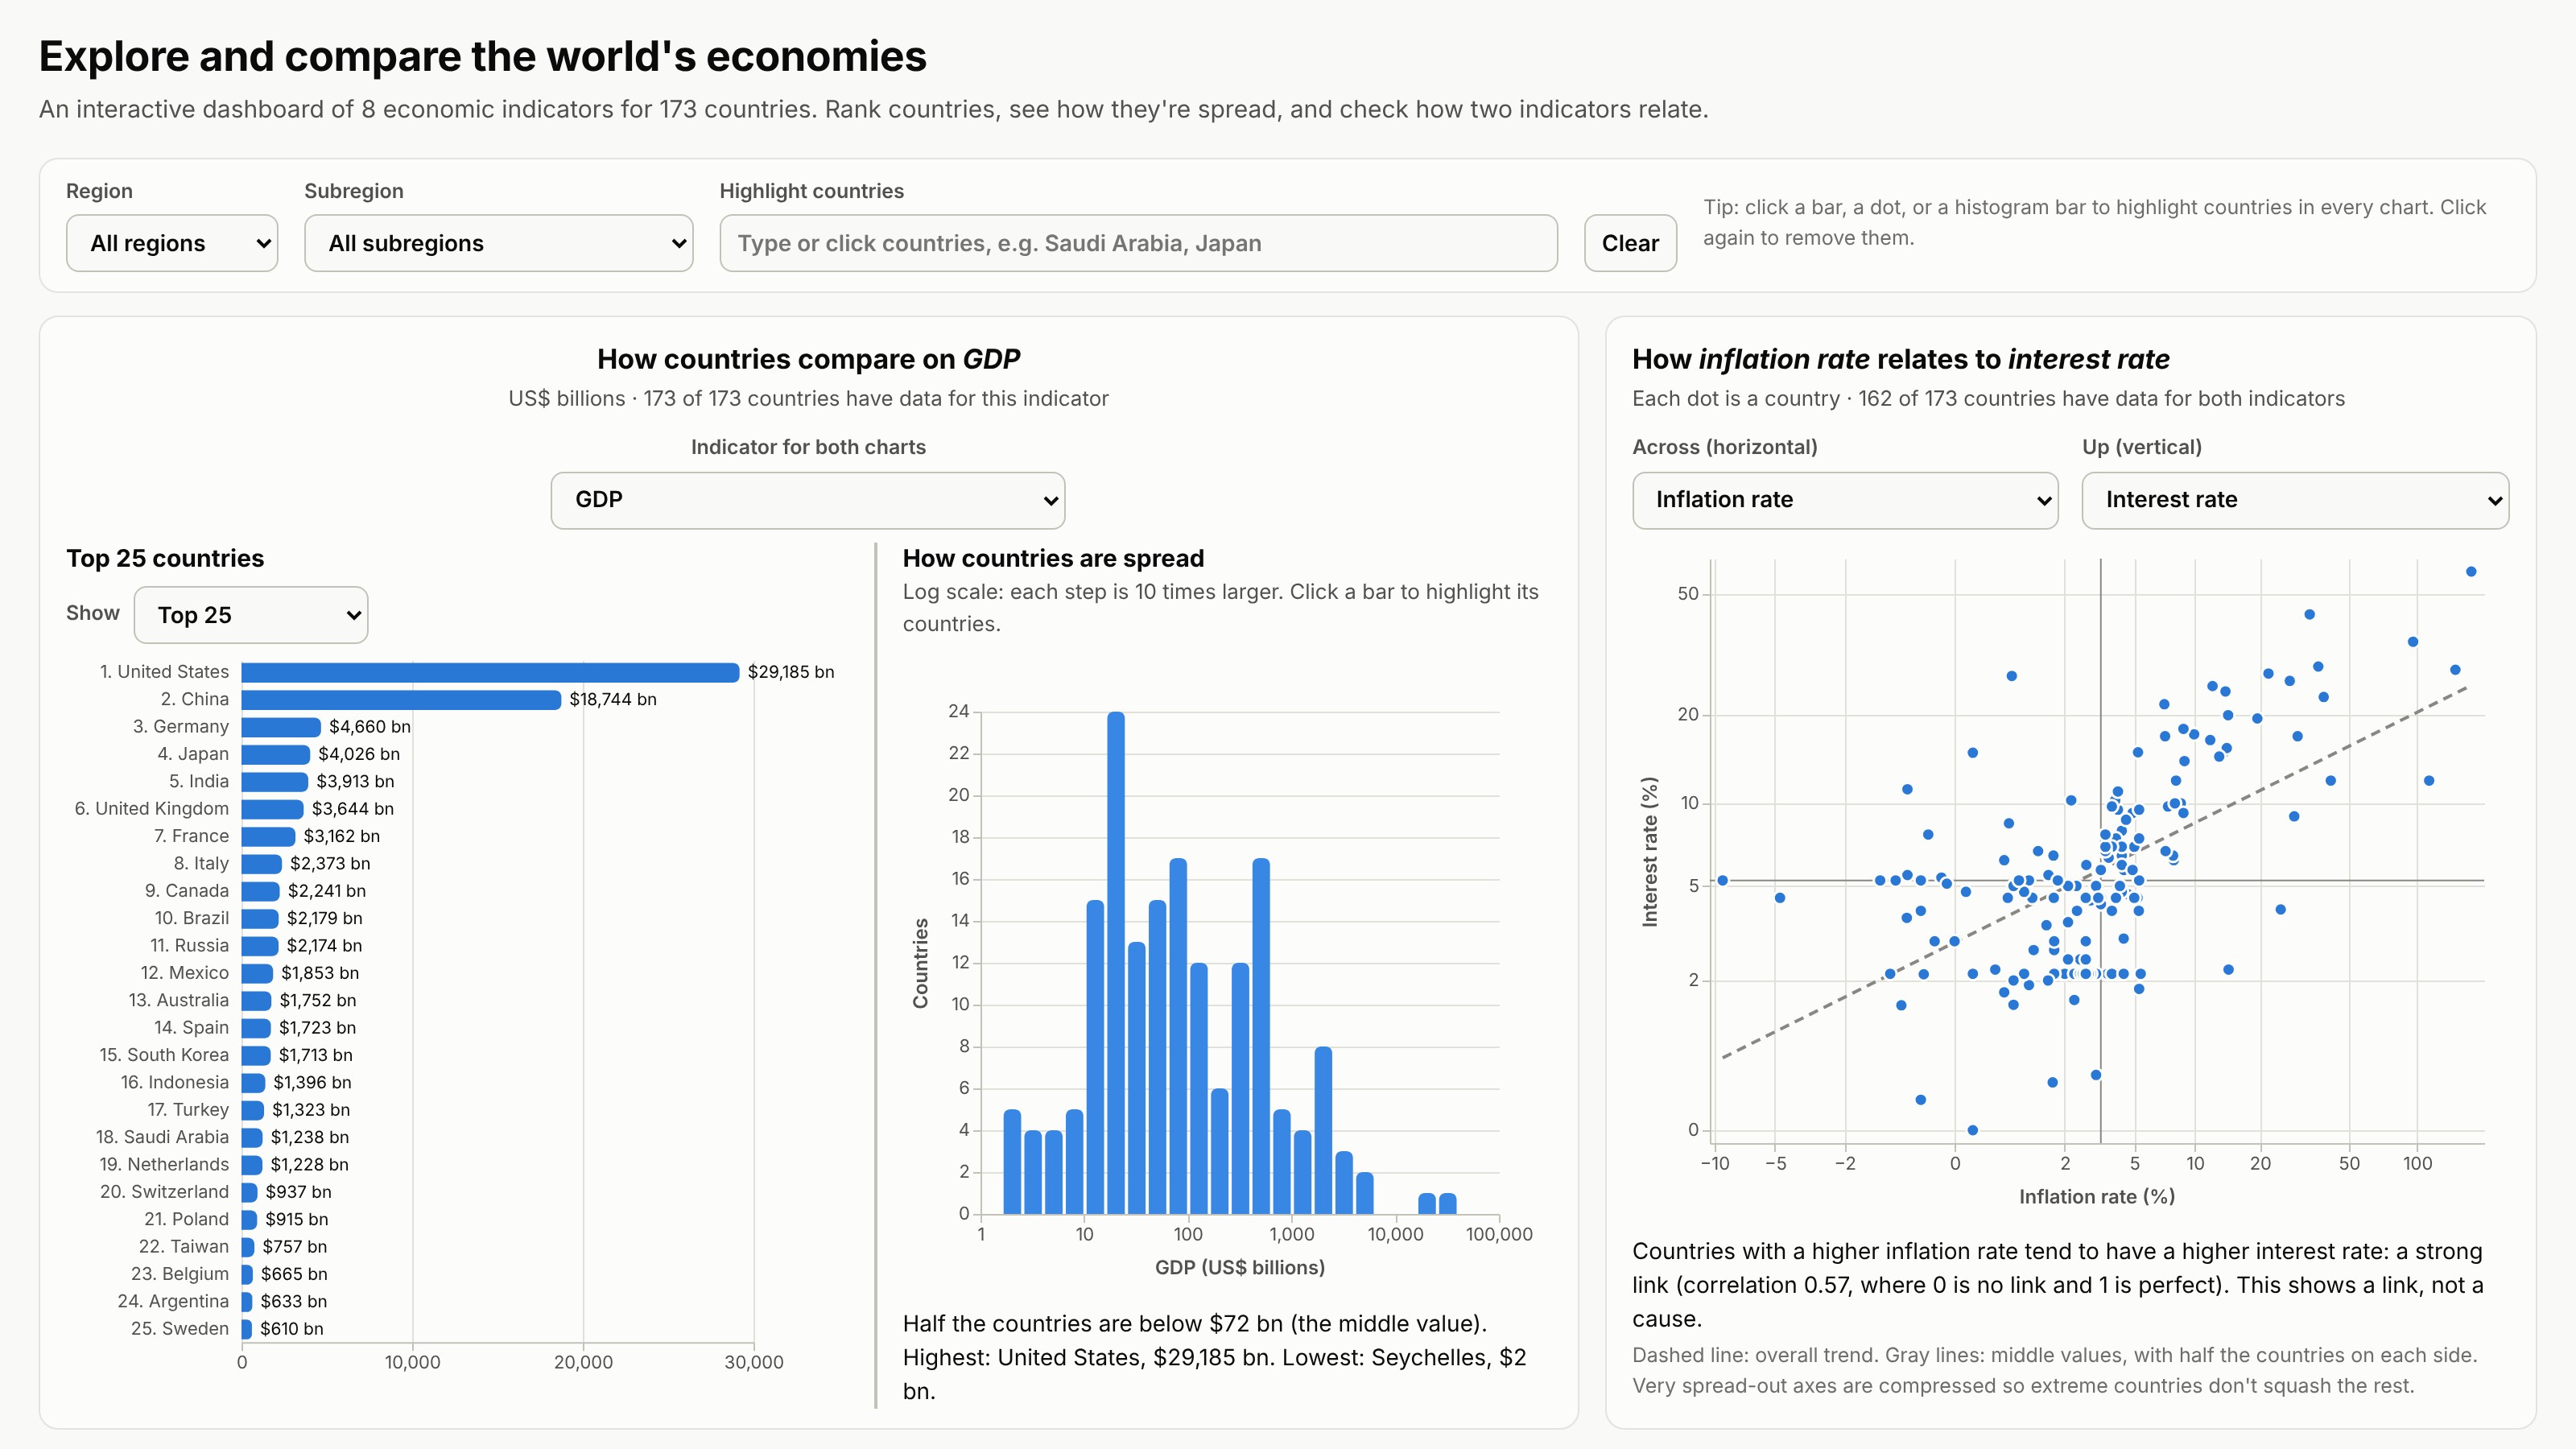 Explore and compare the world's economies
An interactive dashboard of 8 economic indicators for 173 countries. Rank countries, see how they're spread, and check how two indicators relate.
Region
All regions
Subregion
All subregions
Highlight countries
Type or click countries, e.g. Saudi Arabia, Japan
Clear
Tip: click a bar, a dot, or a histogram bar to highlight countries in every chart. Click
again to remove them.
How countries compare on GDP
US$ billions · 173 of 173 countries have data for this indicator
Indicator for both charts
GDP
Top 25 countries
Show
Top 25
1. United States $29,185 bn
2. China $18,744 bn
3. Germany $4,660 bn
4. Japan $4,026 bn
5. India $3,913 bn
6. United Kingdom $3,644 bn
7. France $3,162 bn
8. Italy $2,373 bn
9. Canada $2,241 bn
10. Brazil $2,179 bn
11. Russia $2,174 bn
12. Mexico $1,853 bn
13. Australia $1,752 bn
14. Spain $1,723 bn
15. South Korea $1,713 bn
16. Indonesia $1,396 bn
17. Turkey $1,323 bn
18. Saudi Arabia $1,238 bn
19. Netherlands $1,228 bn
20. Switzerland $937 bn
21. Poland $915 bn
22. Taiwan $757 bn
23. Belgium $665 bn
24. Argentina $633 bn
25. Sweden $610 bn
0 10,000 20,000 30,000
How countries are spread
Log scale: each step is 10 times larger. Click a bar to highlight its
countries.
24
22
20
18
16
14
12
10
8
6
4
2
0
Countries
1 10 100 1,000 10,000 100,000
GDP (US$ billions)
Half the countries are below $72 bn (the middle value).
Highest: United States, $29,185 bn. Lowest: Seychelles, $2
bn.
How inflation rate relates to interest rate
Each dot is a country · 162 of 173 countries have data for both indicators
Across (horizontal)
Inflation rate
Up (vertical)
Interest rate
50
20
10
5
2
0
Interest rate (%)
−10 −5 −2 0 2 5 10 20 50 100
Inflation rate (%)
Countries with a higher inflation rate tend to have a higher interest rate: a strong
link (correlation 0.57, where 0 is no link and 1 is perfect). This shows a link, not a
cause.
Dashed line: overall trend. Gray lines: middle values, with half the countries on each side.
Very spread-out axes are compressed so extreme countries don't squash the rest.